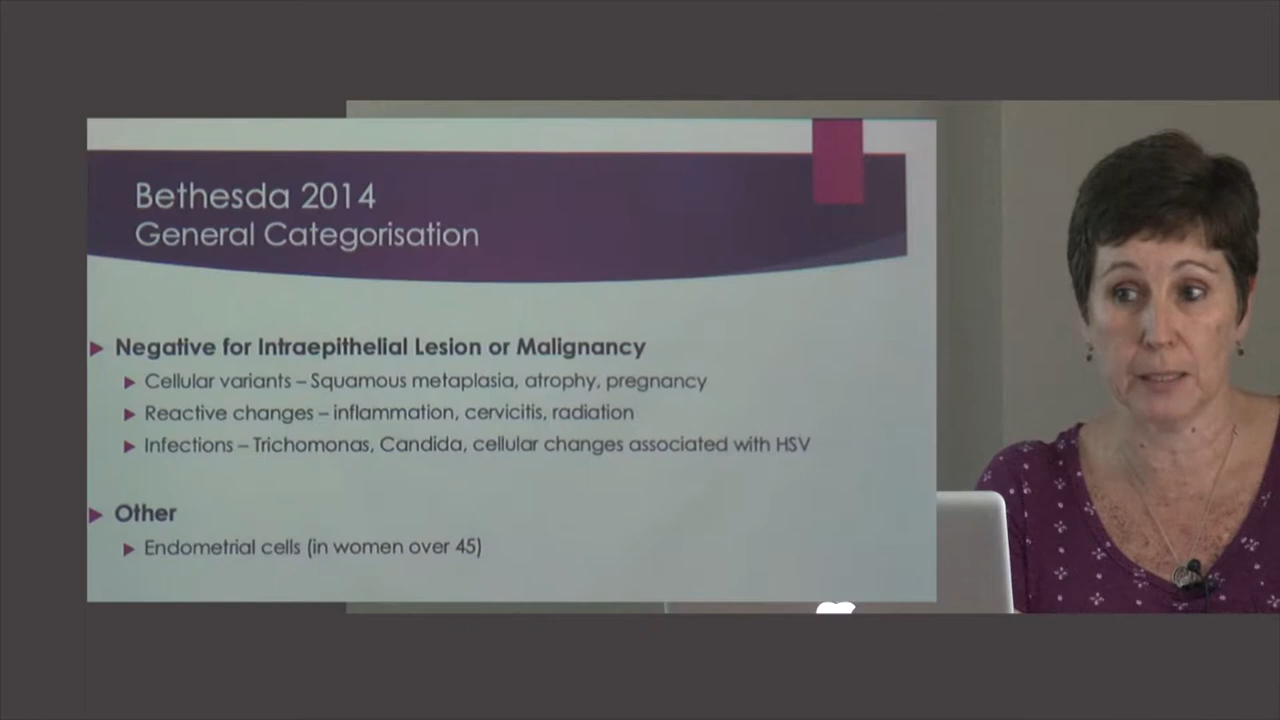 Bethesda 2014
General Categorisation
Negative for Intraepithelial Lesion or Malignancy
Cellular variants – Squamous metaplasia, atrophy, pregnancy
Reactive changes – inflammation, cervicitis, radiation
Infections – Trichomonas, Candida, cellular changes associated with HSV
Other
Endometrial cells (in women over 45)